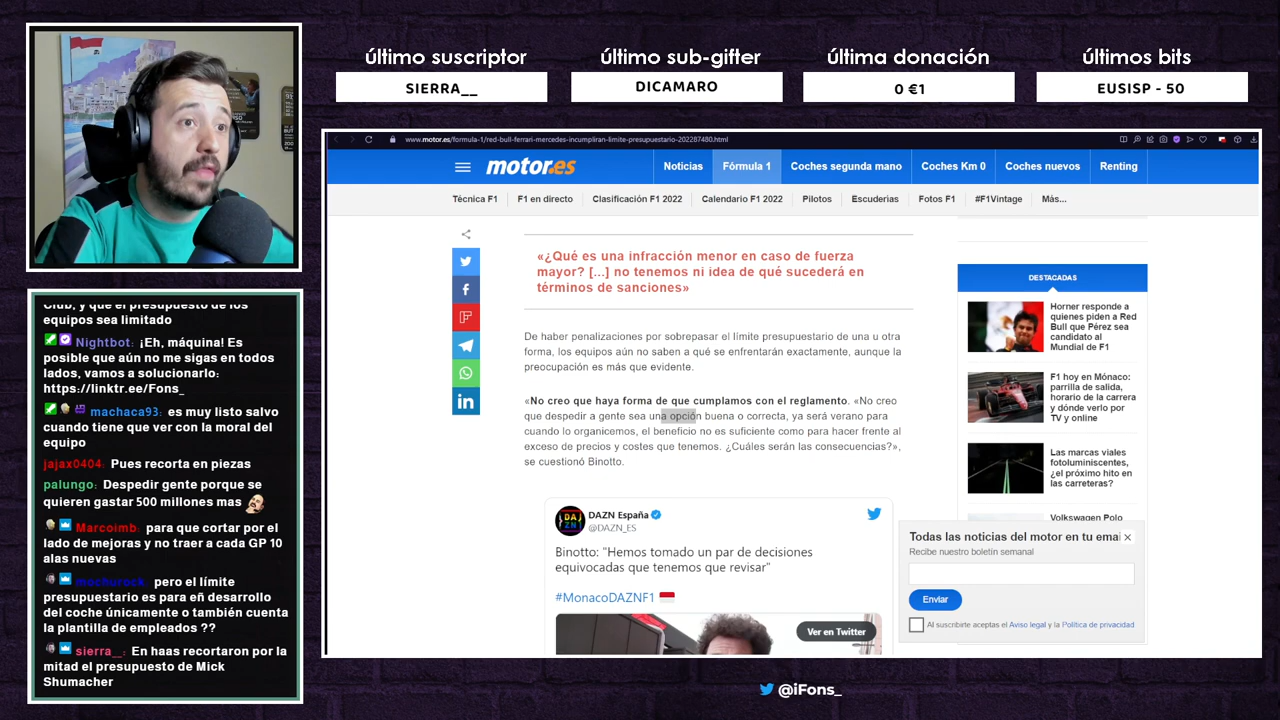 último suscriptor
SIERRA__
último sub-gifter
DICAMARO
última donación
0 €1
últimos bits
EUSISP - 50
www.motor.es/formula-1/red-bull-ferrari-mercedes-incumpliran-limite-presupuestario-202287480.html
motor.es
Noticias
Fórmula 1
Coches segunda mano
Coches Km 0
Coches nuevos
Renting
Técnica F1
F1 en directo
Clasificación F1 2022
Calendario F1 2022
Pilotos
Escuderias
Fotos F1
#F1Vintage
Más...
«¿Qué es una infracción menor en caso de fuerza
mayor? [...] no tenemos ni idea de qué sucederá en
términos de sanciones»
De haber penalizaciones por sobrepasar el límite presupuestario de una u otra
forma, los equipos aún no saben a qué se enfrentarán exactamente, aunque la
preocupación es más que evidente.
«No creo que haya forma de que cumplamos con el reglamento. «No creo
que despedir a gente sea una opción buena o correcta, ya será verano para
cuando lo organicemos, el beneficio no es suficiente como para hacer frente al
exceso de precios y costes que tenemos. ¿Cuáles serán las consecuencias?»,
se cuestionó Binotto.
DAZN España
@DAZN_ES
Binotto: "Hemos tomado un par de decisiones
equivocadas que tenemos que revisar"
#MonacoDAZNF1
Ver en Twitter
DESTACADAS
Horner responde a
quienes piden a Red
Bull que Pérez sea
candidato al
Mundial de F1
F1 hoy en Mónaco:
parrilla de salida,
horario de la carrera
y dónde verlo por
TV y online
Las marcas viales
fotoluminiscentes,
¿el próximo hito en
las carreteras?
Volkswagen Polo
Todas las noticias del motor en tu emai
Recibe nuestro boletín semanal
Enviar
Al suscribirte aceptas el Aviso legal y la Política de privacidad
Club, y que el presupuesto de los
equipos sea limitado
Nightbot: ¡Eh, máquina! Es
posible que aún no me sigas en todos
lados, vamos a solucionarlo:
https://linktr.ee/Fons_
machaca93: es muy listo salvo
cuando tiene que ver con la moral del
equipo
jajax0404: Pues recorta en piezas
palungo: Despedir gente porque se
quieren gastar 500 millones mas
Marcoimb: para que cortar por el
lado de mejoras y no traer a cada GP 10
alas nuevas
mochurock: pero el límite
presupuestario es para eñ desarrollo
del coche únicamente o también cuenta
la plantilla de empleados ??
sierra__: En haas recortaron por la
mitad el presupuesto de Mick
Shumacher
@iFons_